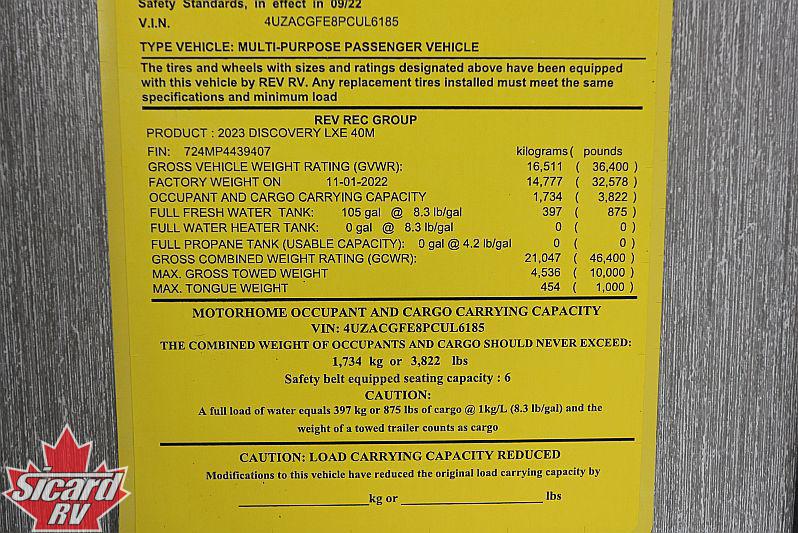 Safety Standards, in effect in 09/22
V.I.N. 4UZACGFE8PCUL6185
TYPE VEHICLE: MULTI-PURPOSE PASSENGER VEHICLE
The tires and wheels with sizes and ratings designated above have been equipped
with this vehicle by REV RV. Any replacement tires installed must meet the same
specifications and minimum load
REV REC GROUP
PRODUCT : 2023 DISCOVERY LXE 40M
FIN: 724MP4439407 kilograms ( pounds
GROSS VEHICLE WEIGHT RATING (GVWR): 16,511 ( 36,400 )
FACTORY WEIGHT ON 11-01-2022 14,777 ( 32,578 )
OCCUPANT AND CARGO CARRYING CAPACITY 1,734 ( 3,822 )
FULL FRESH WATER TANK: 105 gal @ 8.3 lb/gal 397 ( 875 )
FULL WATER HEATER TANK: 0 gal @ 8.3 lb/gal 0 ( 0 )
FULL PROPANE TANK (USABLE CAPACITY): 0 gal @ 4.2 lb/gal 0 ( 0 )
GROSS COMBINED WEIGHT RATING (GCWR): 21,047 ( 46,400 )
MAX. GROSS TOWED WEIGHT 4,536 ( 10,000 )
MAX. TONGUE WEIGHT 454 ( 1,000 )
MOTORHOME OCCUPANT AND CARGO CARRYING CAPACITY
VIN: 4UZACGFE8PCUL6185
THE COMBINED WEIGHT OF OCCUPANTS AND CARGO SHOULD NEVER EXCEED:
1,734 kg or 3,822 lbs
Safety belt equipped seating capacity : 6
CAUTION:
A full load of water equals 397 kg or 875 lbs of cargo @ 1kg/L (8.3 lb/gal) and the
weight of a towed trailer counts as cargo
CAUTION: LOAD CARRYING CAPACITY REDUCED
Modifications to this vehicle have reduced the original load carrying capacity by
kg or lbs
Sicard
RV